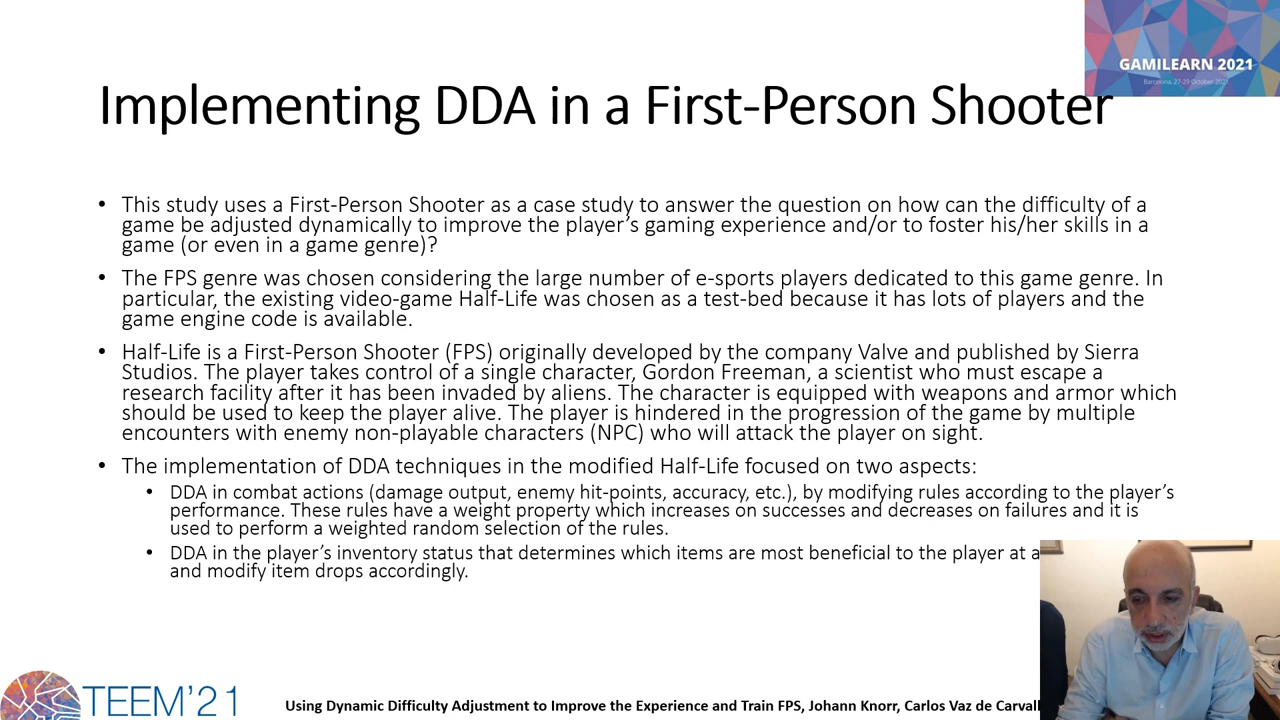 GAMILEARN 2021
Barcelona, 27-29 October 2021
Implementing DDA in a First-Person Shooter
• This study uses a First-Person Shooter as a case study to answer the question on how can the difficulty of a
game be adjusted dynamically to improve the player’s gaming experience and/or to foster his/her skills in a
game (or even in a game genre)?
• The FPS genre was chosen considering the large number of e-sports players dedicated to this game genre. In
particular, the existing video-game Half-Life was chosen as a test-bed because it has lots of players and the
game engine code is available.
• Half-Life is a First-Person Shooter (FPS) originally developed by the company Valve and published by Sierra
Studios. The player takes control of a single character, Gordon Freeman, a scientist who must escape a
research facility after it has been invaded by aliens. The character is equipped with weapons and armor which
should be used to keep the player alive. The player is hindered in the progression of the game by multiple
encounters with enemy non-playable characters (NPC) who will attack the player on sight.
• The implementation of DDA techniques in the modified Half-Life focused on two aspects:
• DDA in combat actions (damage output, enemy hit-points, accuracy, etc.), by modifying rules according to the player’s
performance. These rules have a weight property which increases on successes and decreases on failures and it is
used to perform a weighted random selection of the rules.
• DDA in the player’s inventory status that determines which items are most beneficial to the player at a
and modify item drops accordingly.
TEEM’21
Using Dynamic Difficulty Adjustment to Improve the Experience and Train FPS, Johann Knorr, Carlos Vaz de Carvall